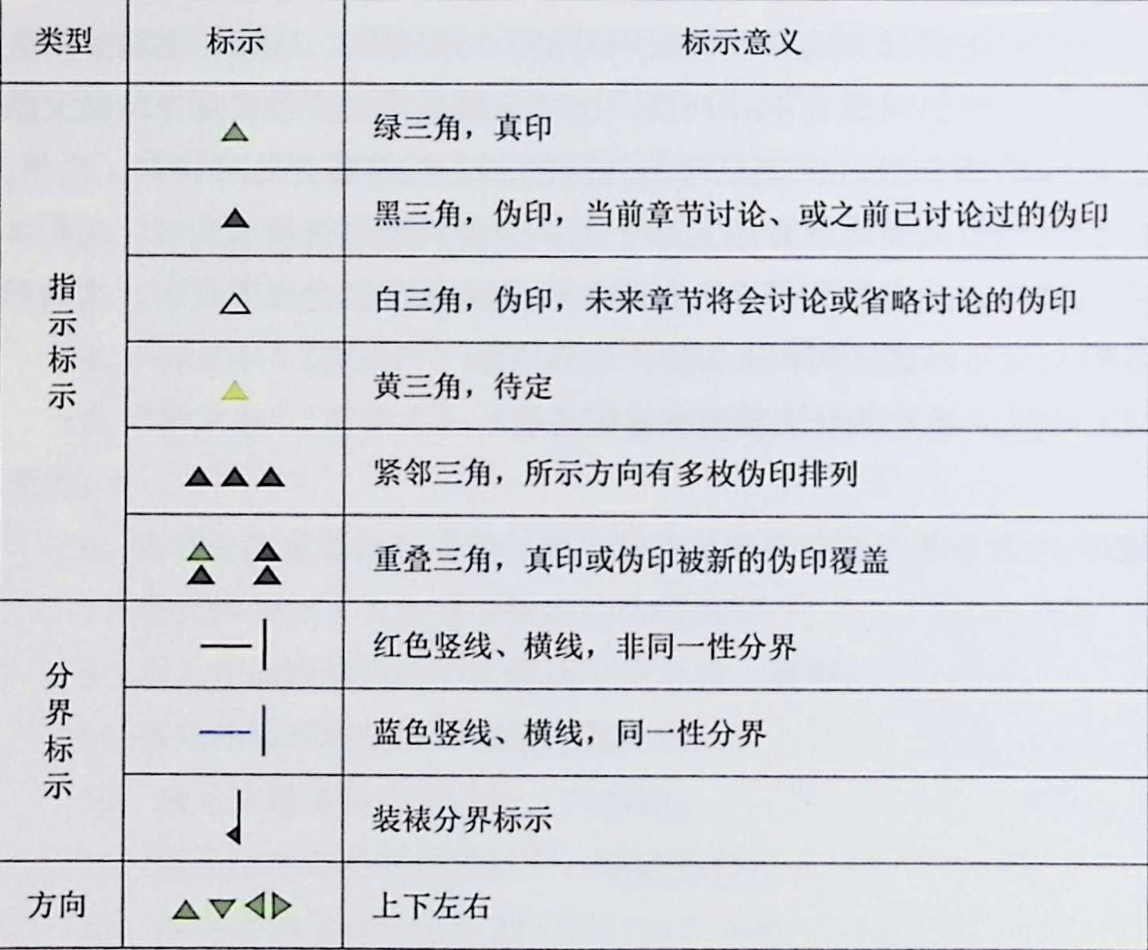 类型 标示 标示意义
绿三角，真印
黑三角，伪印，当前章节讨论、或之前已讨论过的伪印
指示标示 白三角，伪印，未来章节将会讨论或省略讨论的伪印
黄三角，待定
紧邻三角，所示方向有多枚伪印排列
重叠三角，真印或伪印被新的伪印覆盖
红色竖线、横线，非同一性分界
分界标示 蓝色竖线、横线，同一性分界
装裱分界标示
方向 上下左右